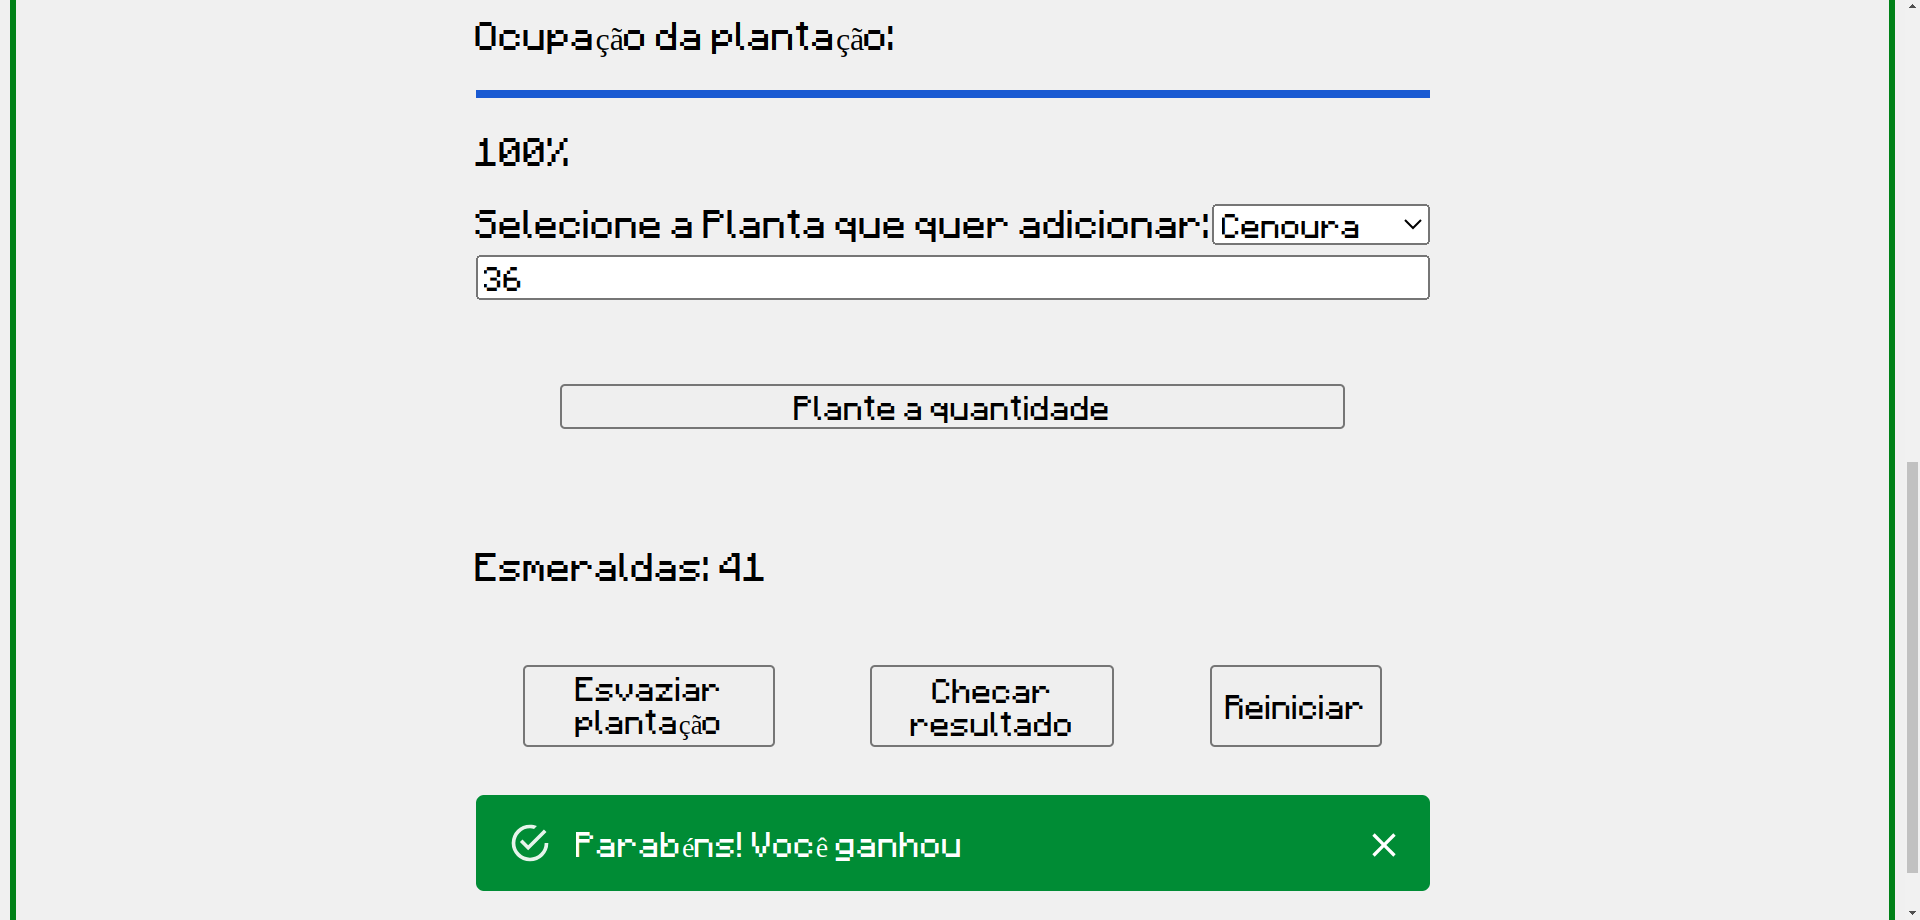 Ocupação da plantação:
100%
Selecione a Planta que quer adicionar: Cenoura
36
Plante a quantidade
Esmeraldas: 41
Esvaziar
plantação
Checar
resultado
Reiniciar
Parabéns! Você ganhou